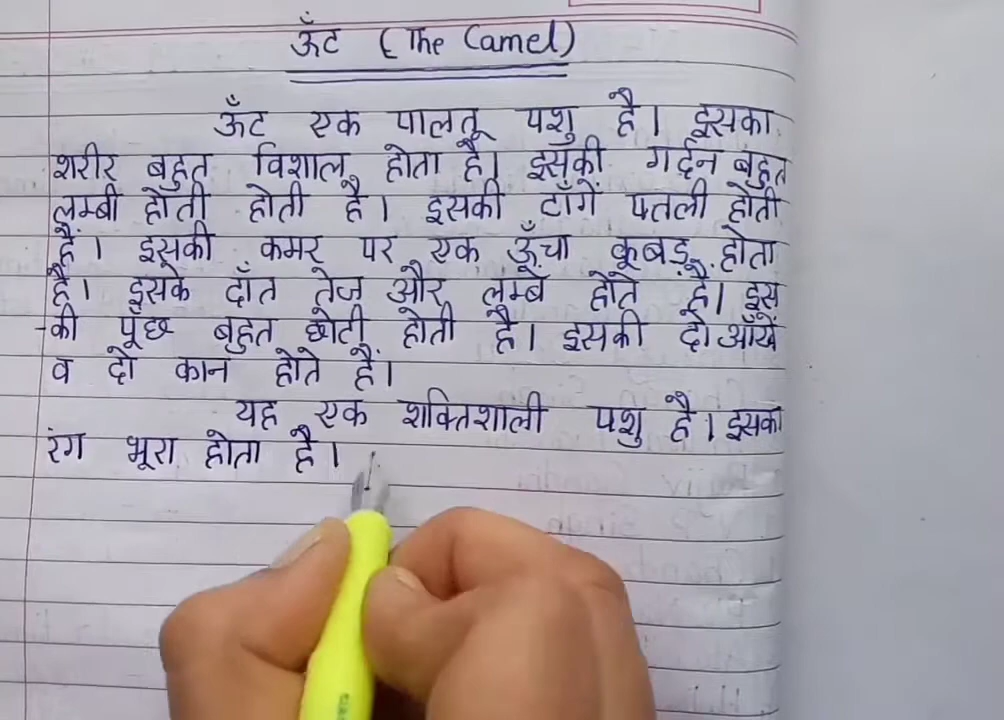 ऊँट (The Camel)
ऊँट एक पालतू पशु है। इसका
शरीर बहुत विशाल होता है। इसकी गर्दन बहुत
लम्बी होती होती है। इसकी टाँगें पतली होती
हैं। इसकी कमर पर एक ऊँचा कूबड़ होता
है। इसके दाँत तेज और लम्बे होते हैं। इस
-की पूँछ बहुत छोटी होती है। इसकी दो आँखें
व दो कान होते हैं।
यह एक शक्तिशाली पशु है। इसका
रंग भूरा होता है।